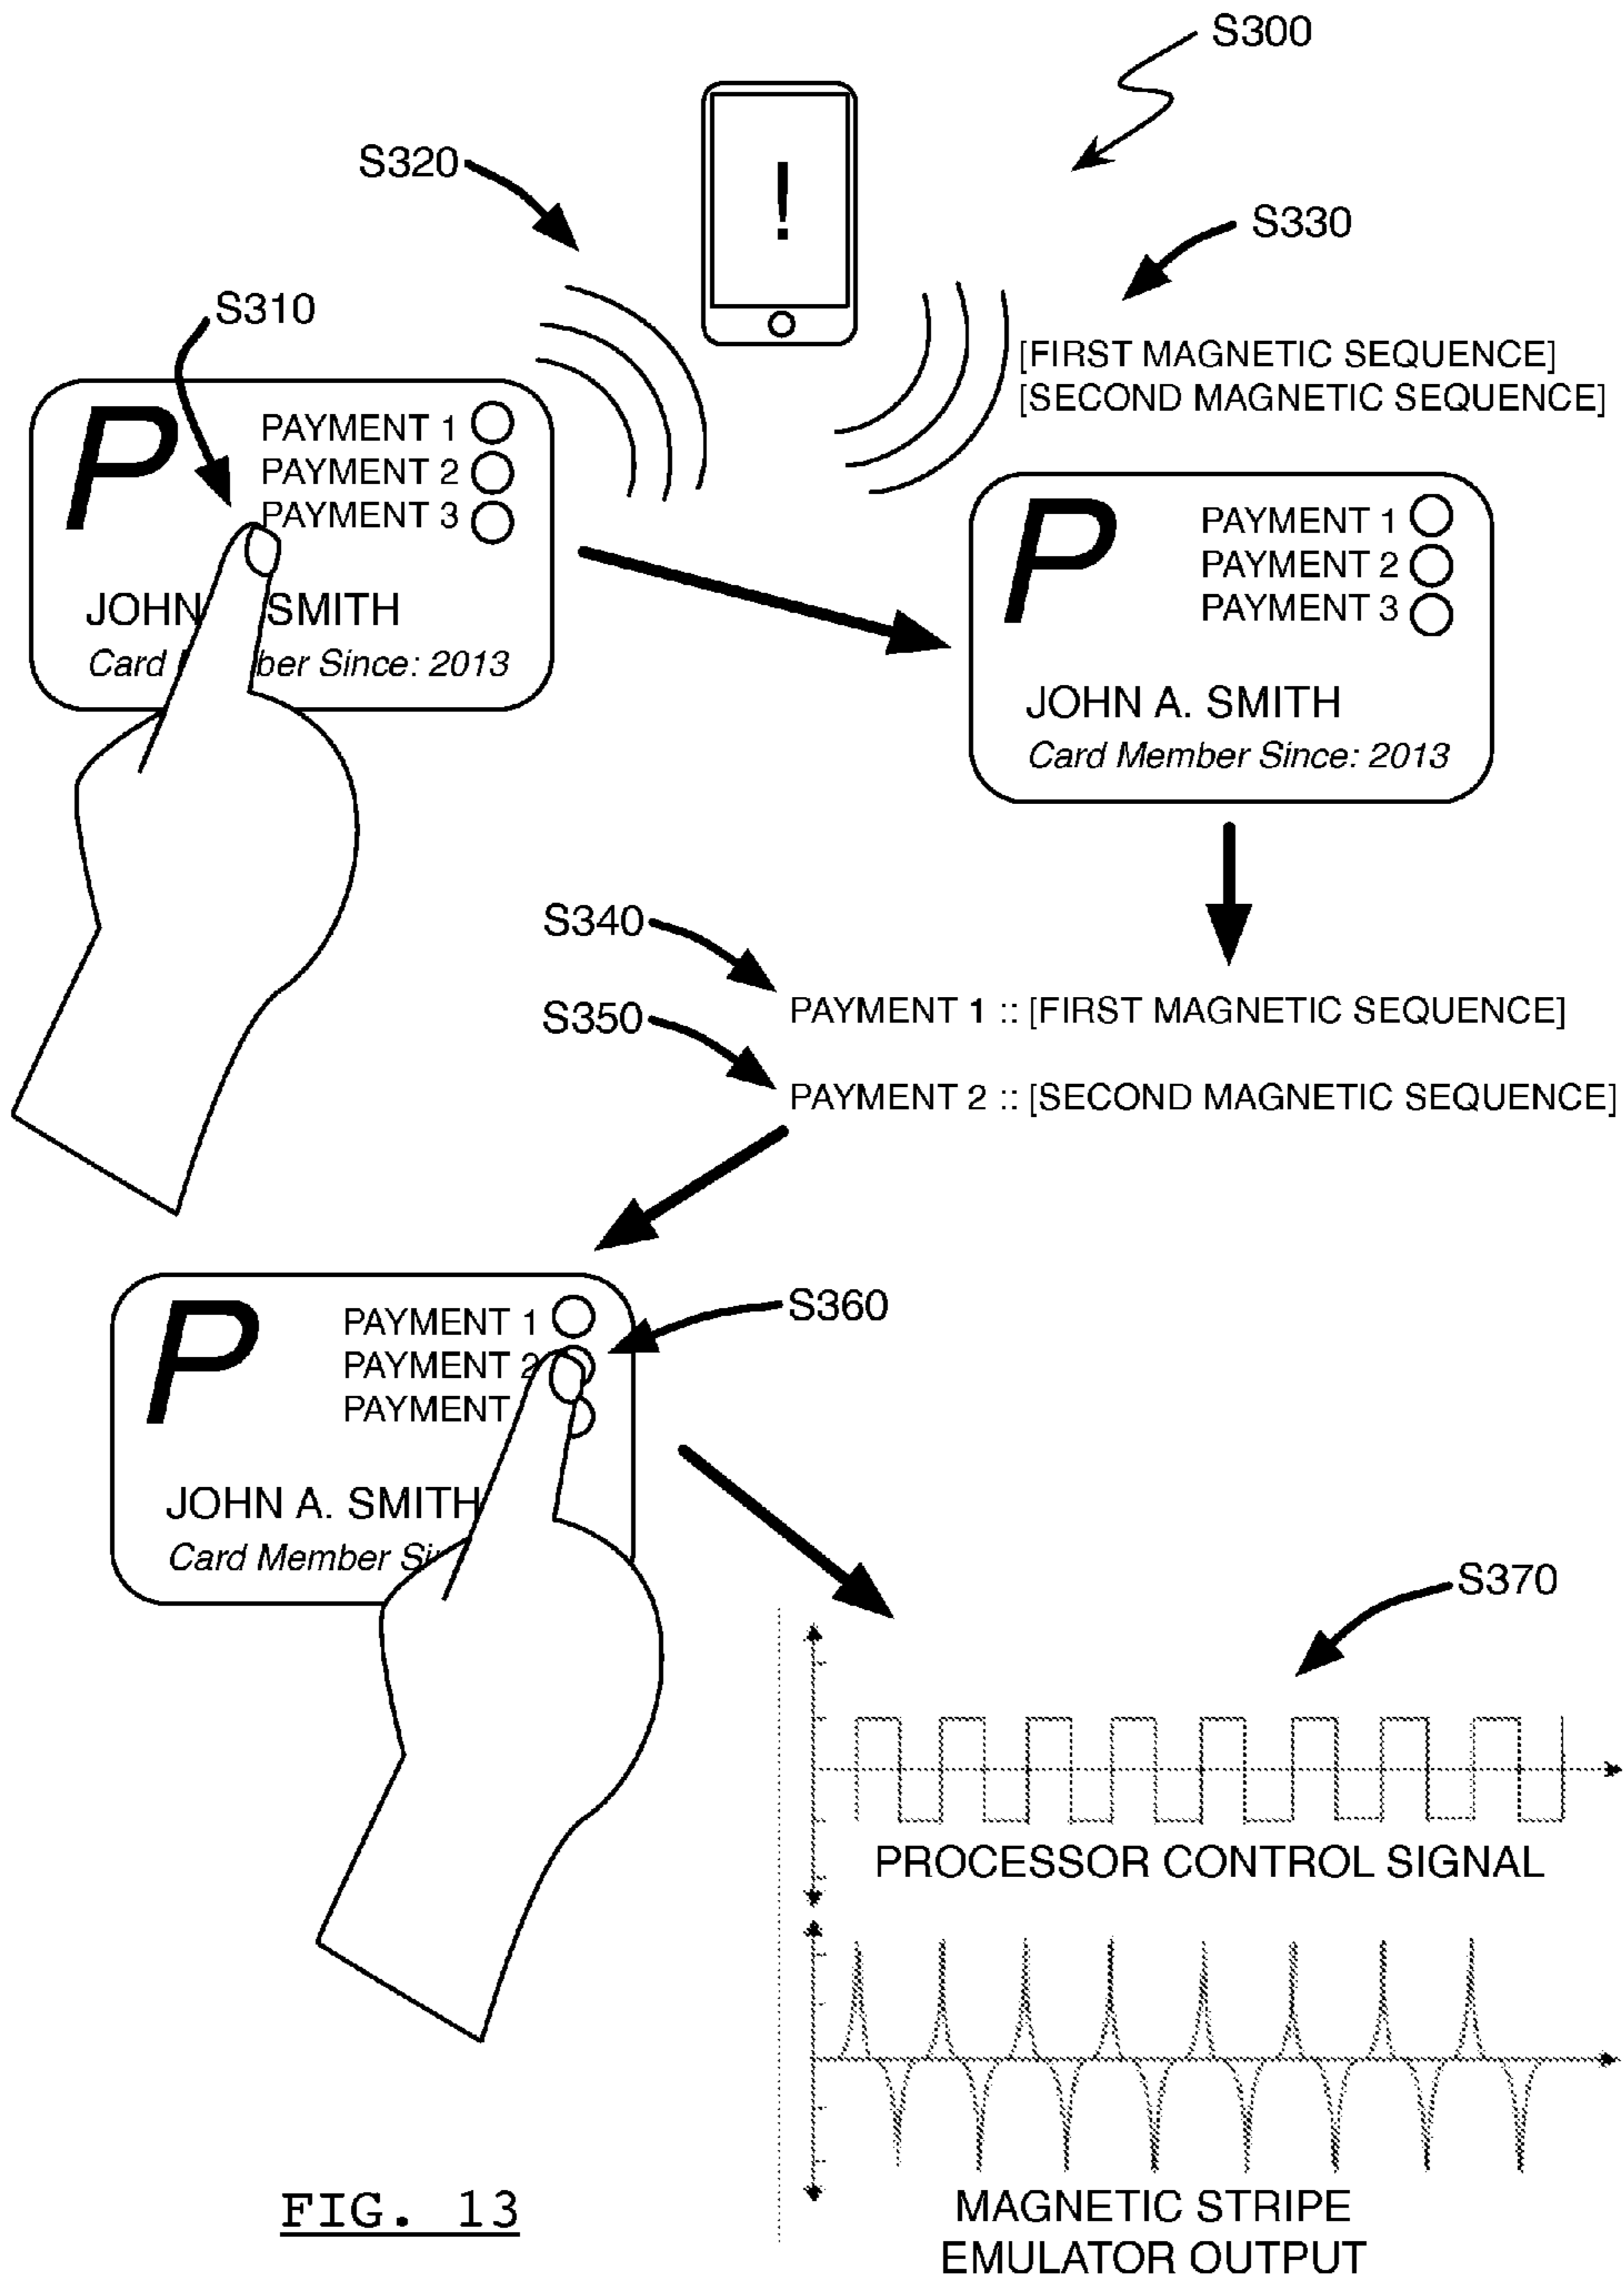 S300
S320
!
S330
S310
[FIRST MAGNETIC SEQUENCE]
[SECOND MAGNETIC SEQUENCE]
P
PAYMENT 1
PAYMENT 2
PAYMENT 3
JOHN SMITH
Card ber Since: 2013
P
PAYMENT 1
PAYMENT 2
PAYMENT 3
JOHN A. SMITH
Card Member Since: 2013
S340
PAYMENT 1 :: [FIRST MAGNETIC SEQUENCE]
S350
PAYMENT 2 :: [SECOND MAGNETIC SEQUENCE]
P
PAYMENT 1
PAYMENT 2
PAYMENT
JOHN A. SMITH
Card Member Si
S360
S370
PROCESSOR CONTROL SIGNAL
MAGNETIC STRIPE
EMULATOR OUTPUT
FIG. 13